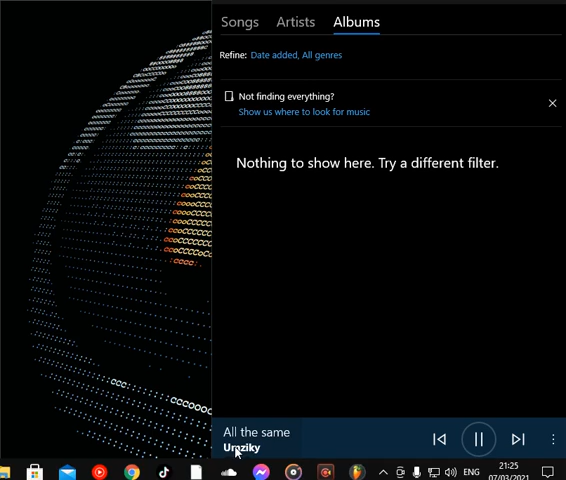 Songs Artists Albums
Refine: Date added, All genres
Not finding everything?
Show us where to look for music
Nothing to show here. Try a different filter.
All the same
ENG
21:25
07/03/2021